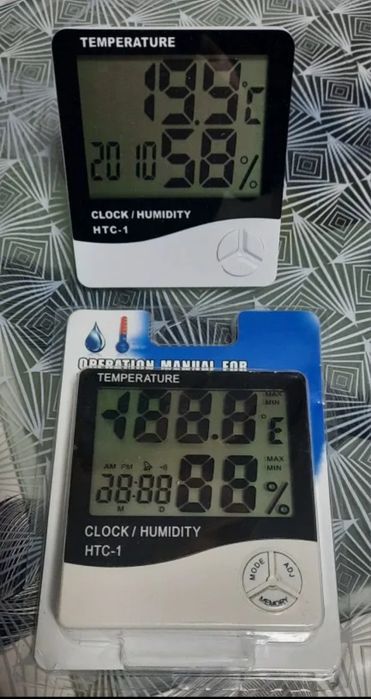 TEMPERATURE
19.9°C
20 10 58%
CLOCK / HUMIDITY
HTC-1
OPERATION MANUAL FOR
TEMPERATURE
MAX
MIN
-188.8°E
MAX
MIN
AM PM
28:88 88%
M D
CLOCK / HUMIDITY
HTC-1
MODE ADJ
MEMORY